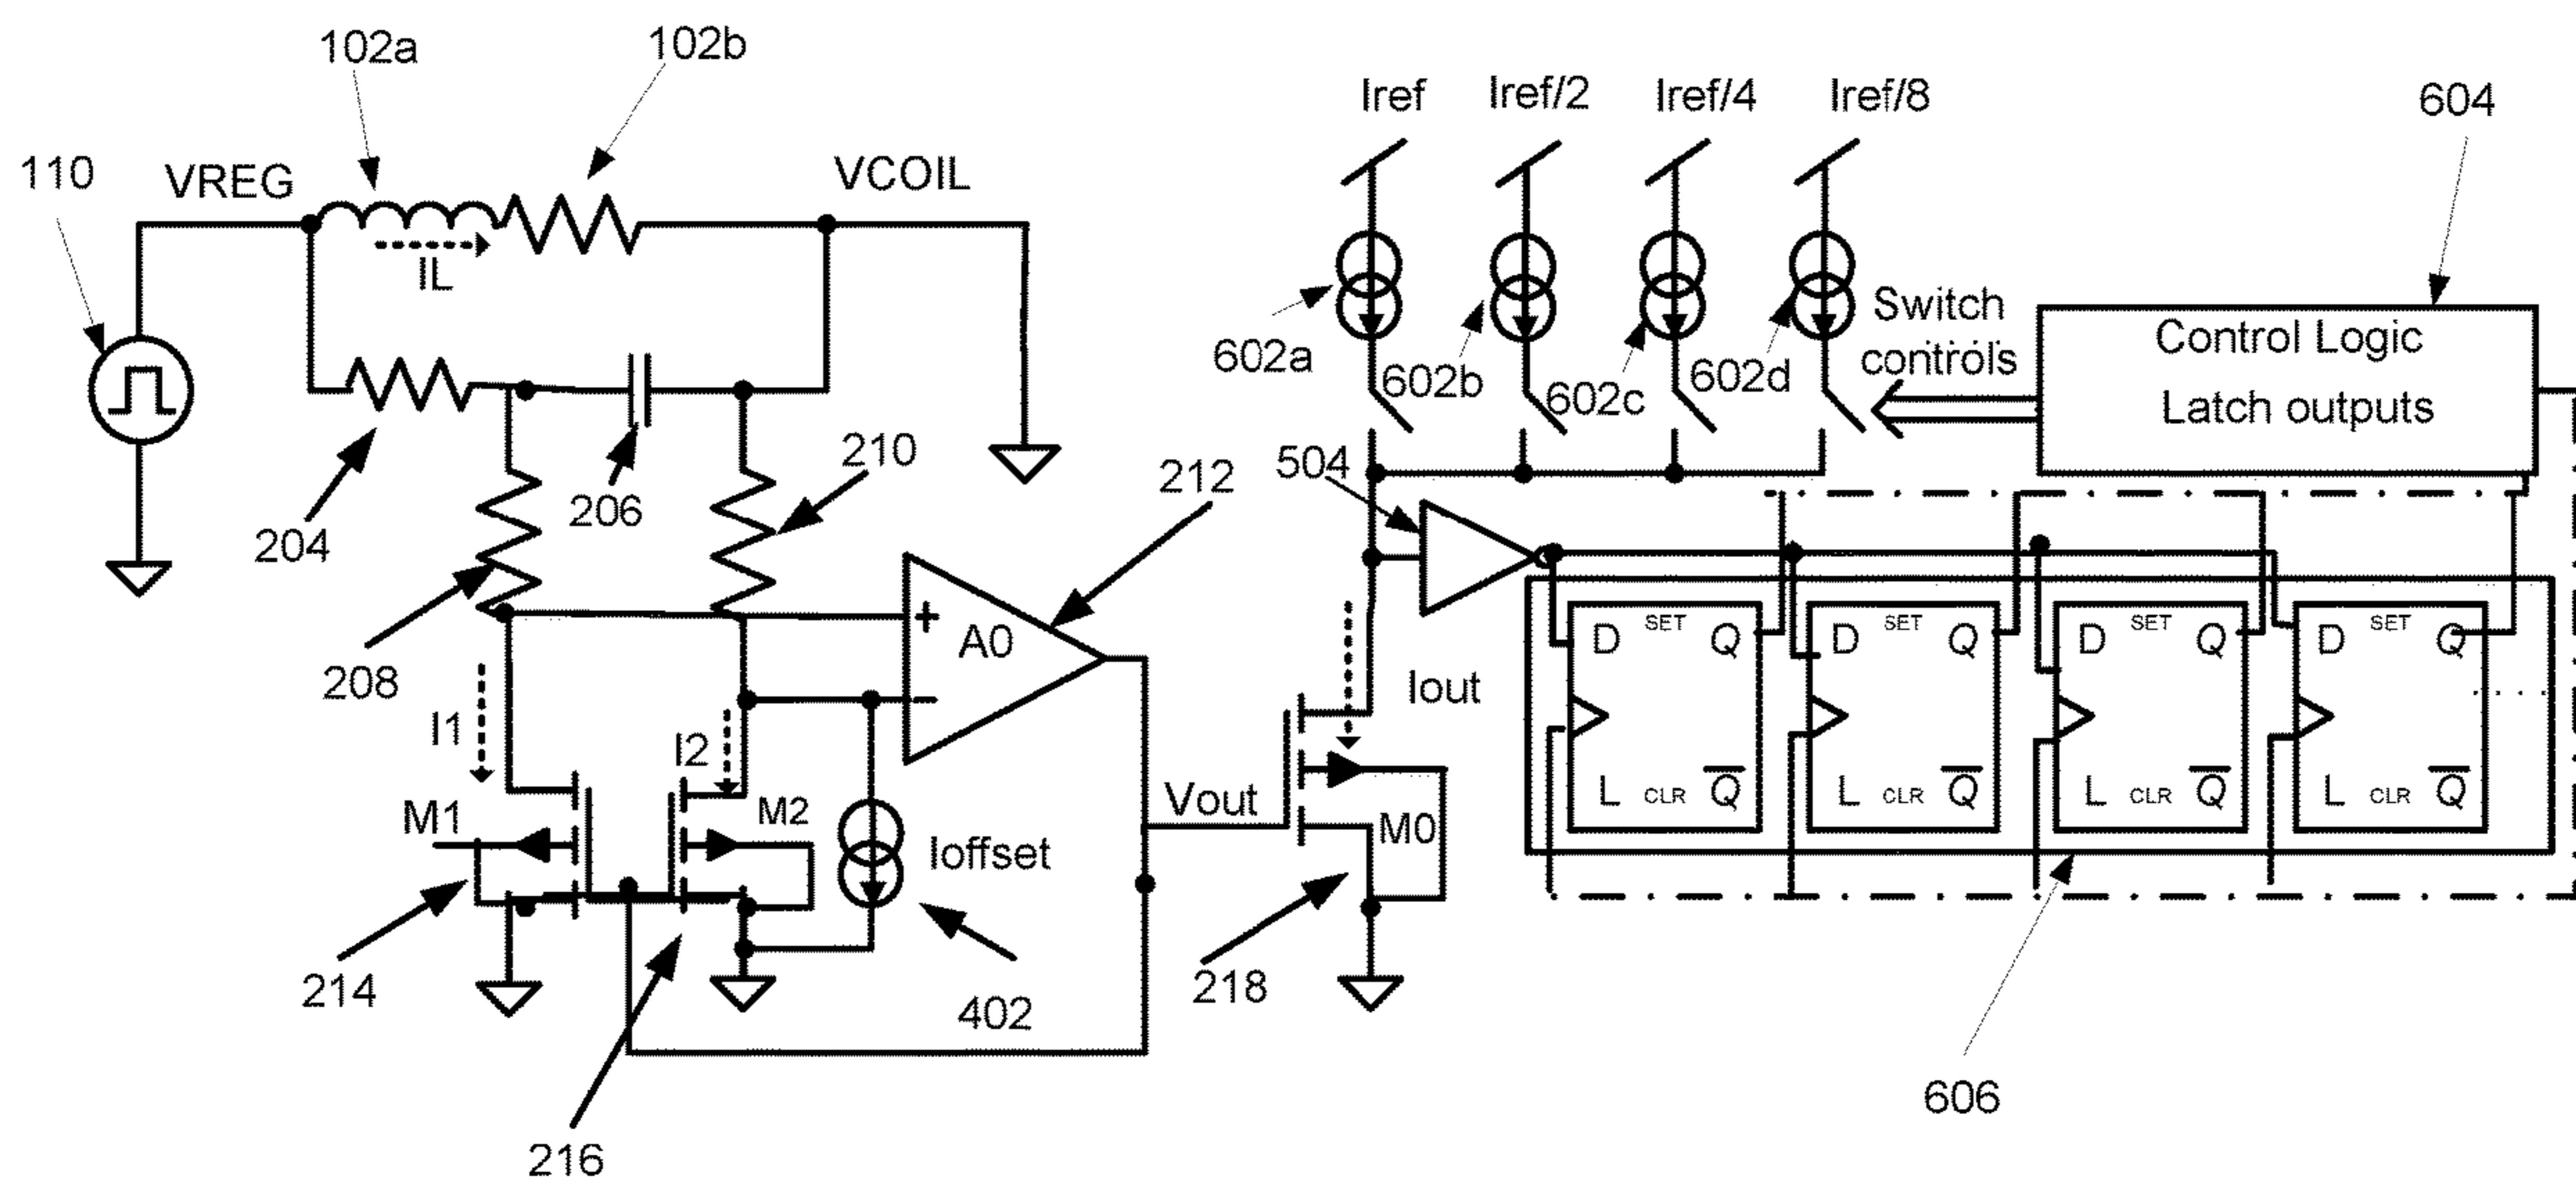 102a
102b
Iref
Iref/2
Iref/4
Iref/8
604
110
VREG
VCOIL
IL
Switch
controls
Control Logic
Latch outputs
602a
602b
602c
602d
204
206
210
212
504
208
+
A0
-
I1
I2
M1
M2
Ioffset
Vout
Iout
M0
D SET Q
L CLR Q̅
D SET Q
L CLR Q̅
D SET Q
L CLR Q̅
D SET Q
L CLR Q̅
214
216
402
218
606